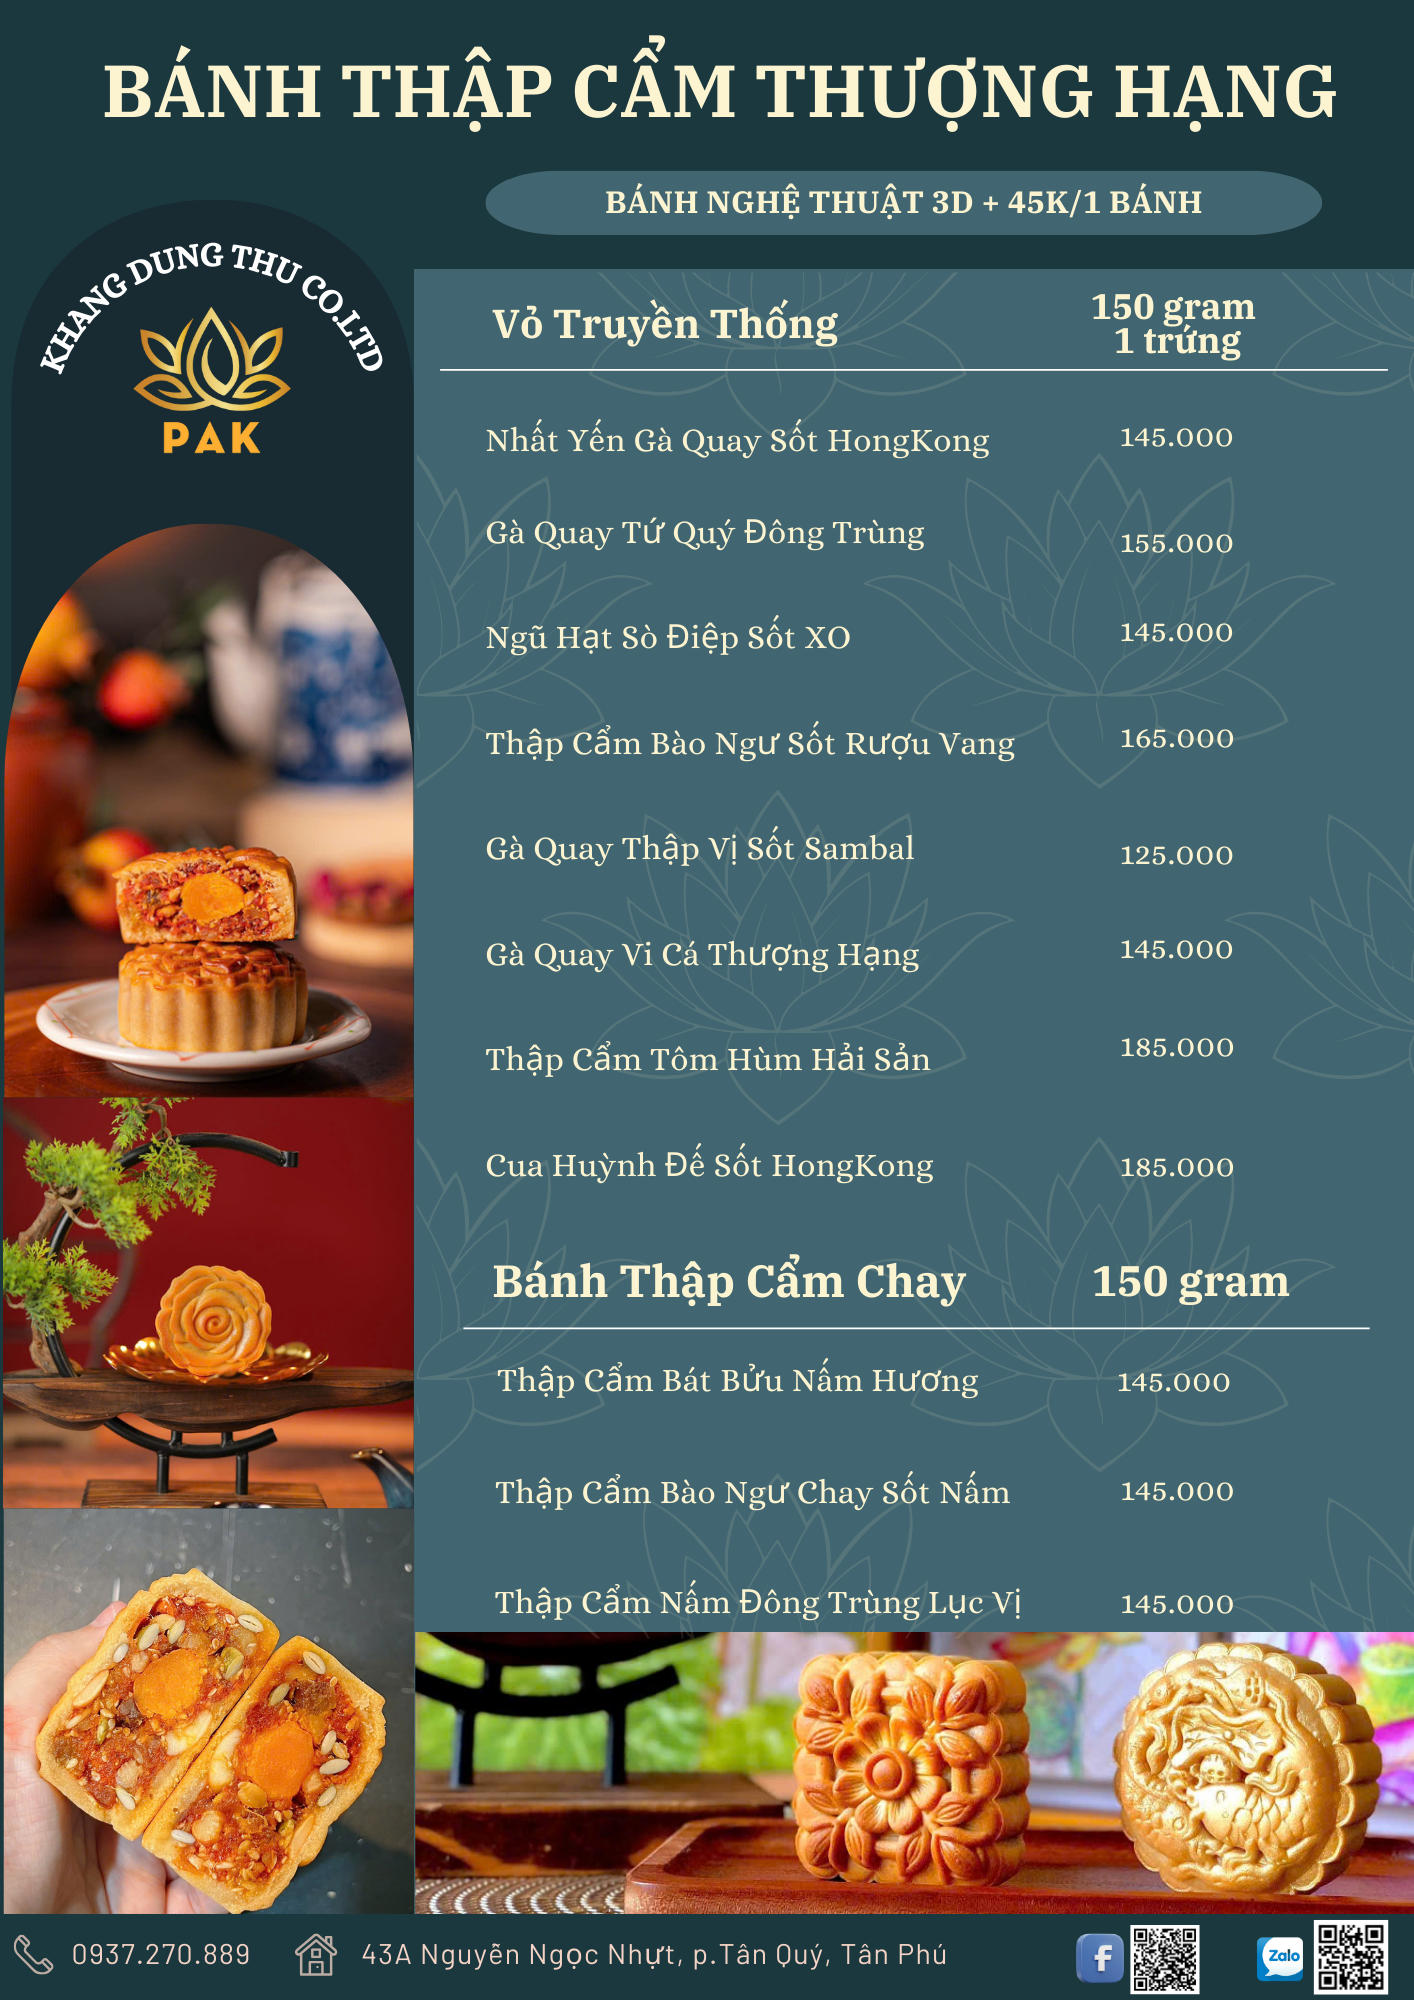 BÁNH THẬP CẨM THƯỢNG HẠNG
BÁNH NGHỆ THUẬT 3D + 45K/1 BÁNH
KHANG DUNG THU CO.LTD
PAK
Vỏ Truyền Thống
150 gram
1 trứng
Nhất Yến Gà Quay Sốt HongKong 145.000
Gà Quay Tứ Quý Đông Trùng 155.000
Ngũ Hạt Sò Điệp Sốt XO 145.000
Thập Cẩm Bào Ngư Sốt Rượu Vang 165.000
Gà Quay Thập Vị Sốt Sambal 125.000
Gà Quay Vi Cá Thượng Hạng 145.000
Thập Cẩm Tôm Hùm Hải Sản 185.000
Cua Huỳnh Đế Sốt HongKong 185.000
Bánh Thập Cẩm Chay 150 gram
Thập Cẩm Bát Bửu Nấm Hương 145.000
Thập Cẩm Bào Ngư Chay Sốt Nấm 145.000
Thập Cẩm Nấm Đông Trùng Lục Vị 145.000
0937.270.889 43A Nguyễn Ngọc Nhựt, p.Tân Quý, Tân Phú
f Zalo